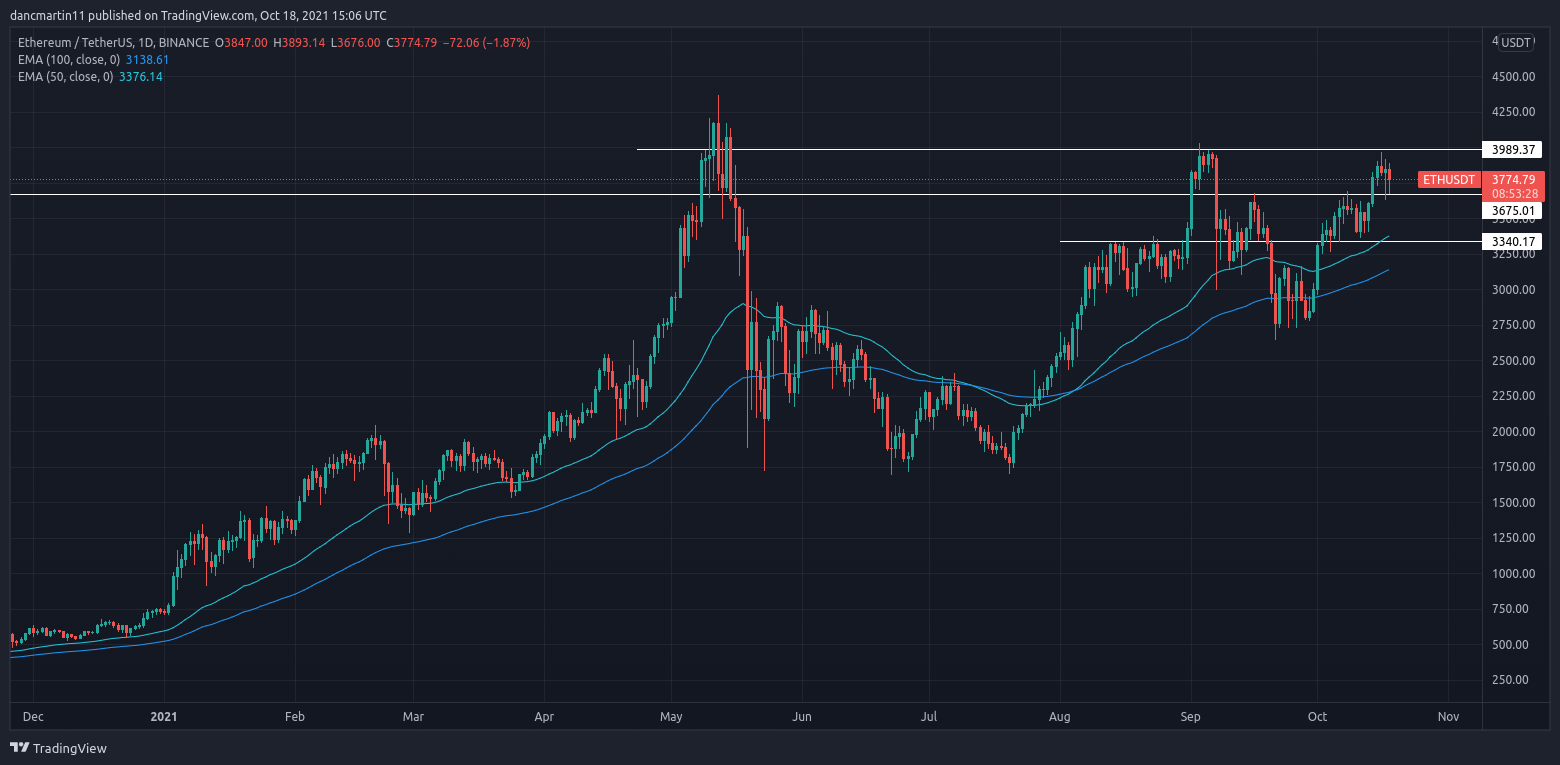 dancmartin11 published on TradingView.com, Oct 18, 2021 15:06 UTC
Ethereum / TetherUS, 1D, BINANCE O3847.00 H3893.14 L3676.00 C3774.79 −72.06 (−1.87%)
EMA (100, close, 0) 3138.61
EMA (50, close, 0) 3376.14
USDT
4500.00
4250.00
3989.37
ETHUSDT 3774.79
08:53:28
3675.01
3340.17
3250.00
3000.00
2750.00
2500.00
2250.00
2000.00
1750.00
1500.00
1250.00
1000.00
750.00
500.00
250.00
Dec 2021 Feb Mar Apr May Jun Jul Aug Sep Oct Nov
TradingView